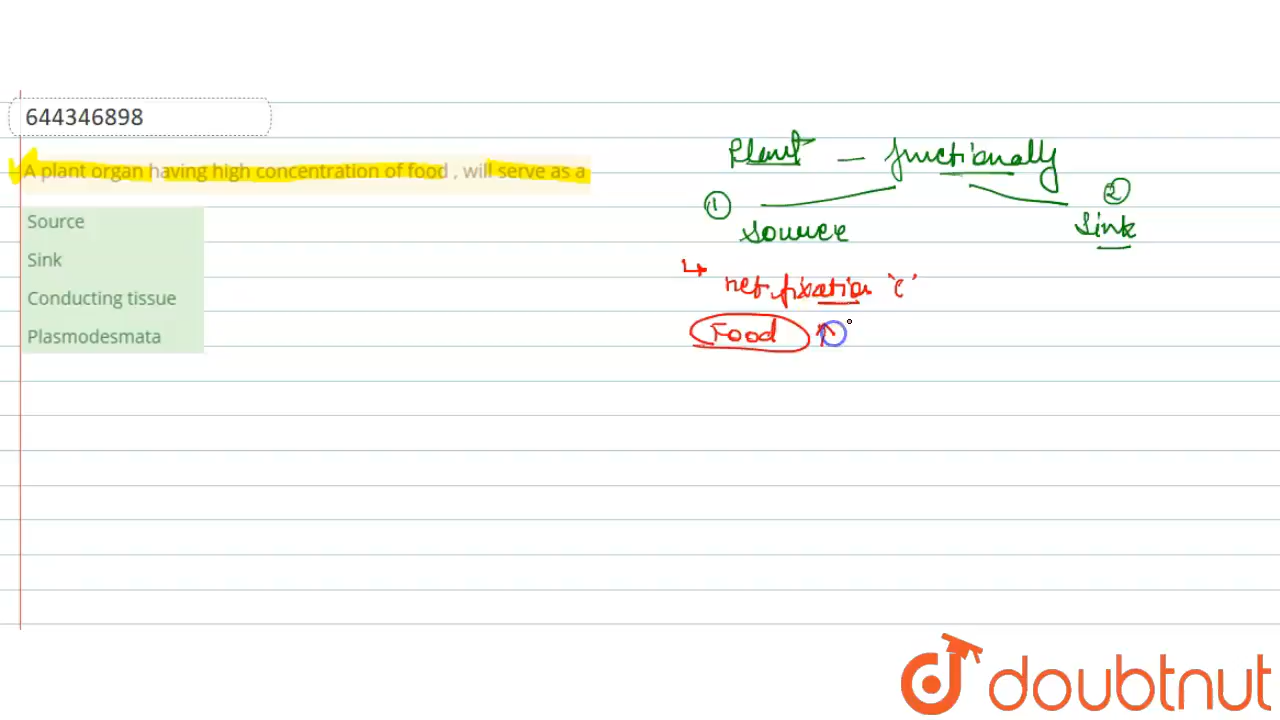 644346898
A plant organ having high concentration of food , will serve as a
Source
Sink
Conducting tissue
Plasmodesmata
Plant – functionally
① ②
source sink
↳ net fixation 'c'
Food ↑
doubtnut